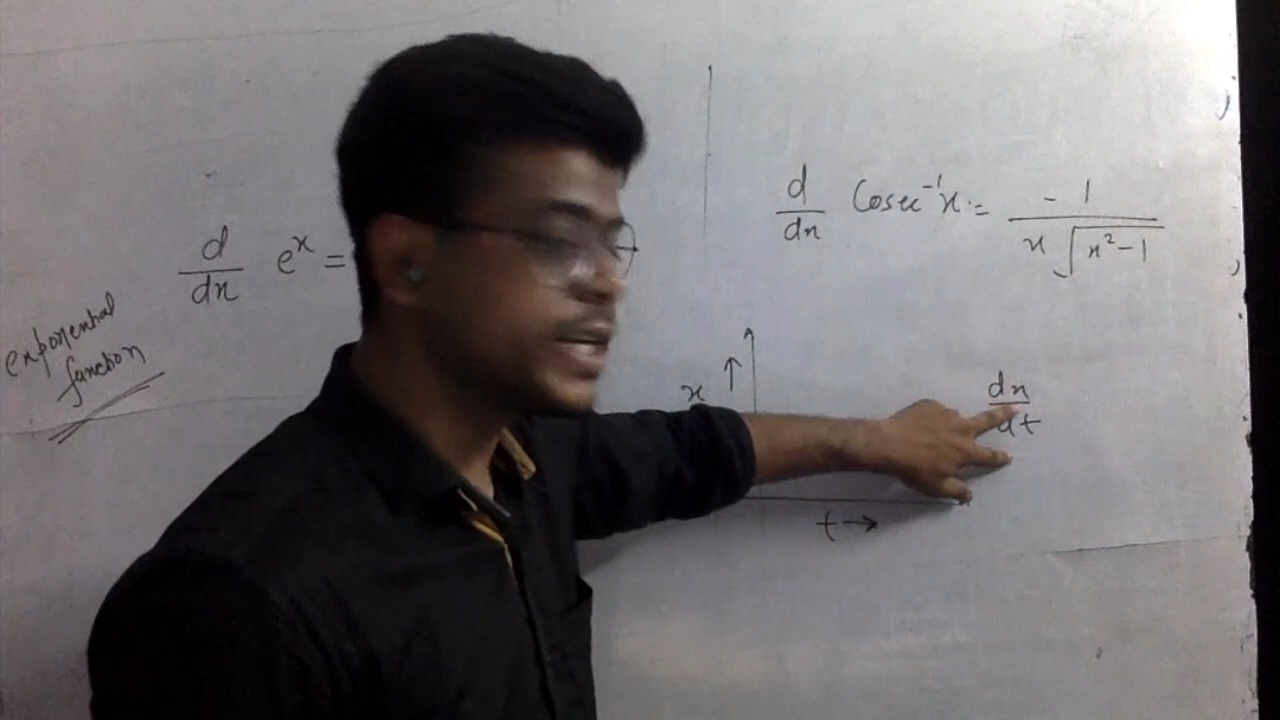 d/dx e^x =
exponential
function
d/dx Cosec⁻¹x = -1/(x√(x²-1))
x ↑
dx/dt
t →